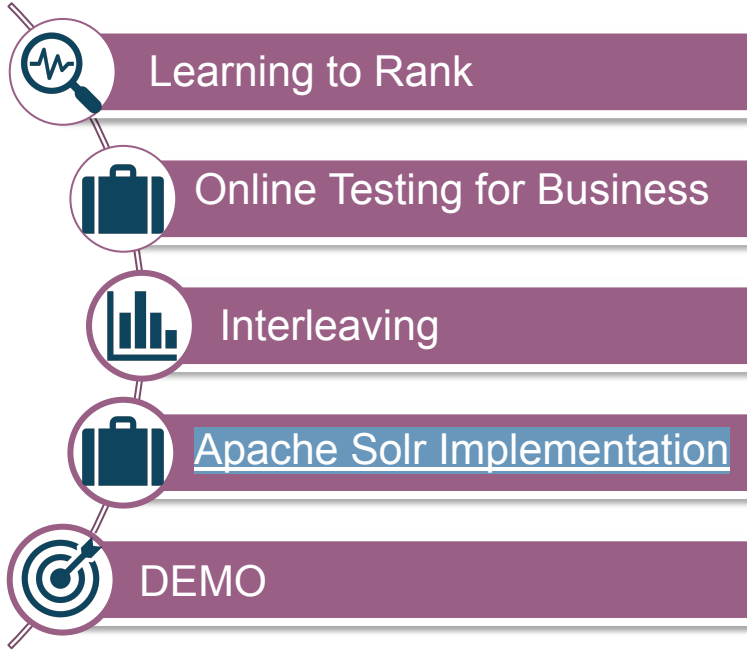 Learning to Rank
Online Testing for Business
Interleaving
Apache Solr Implementation
DEMO